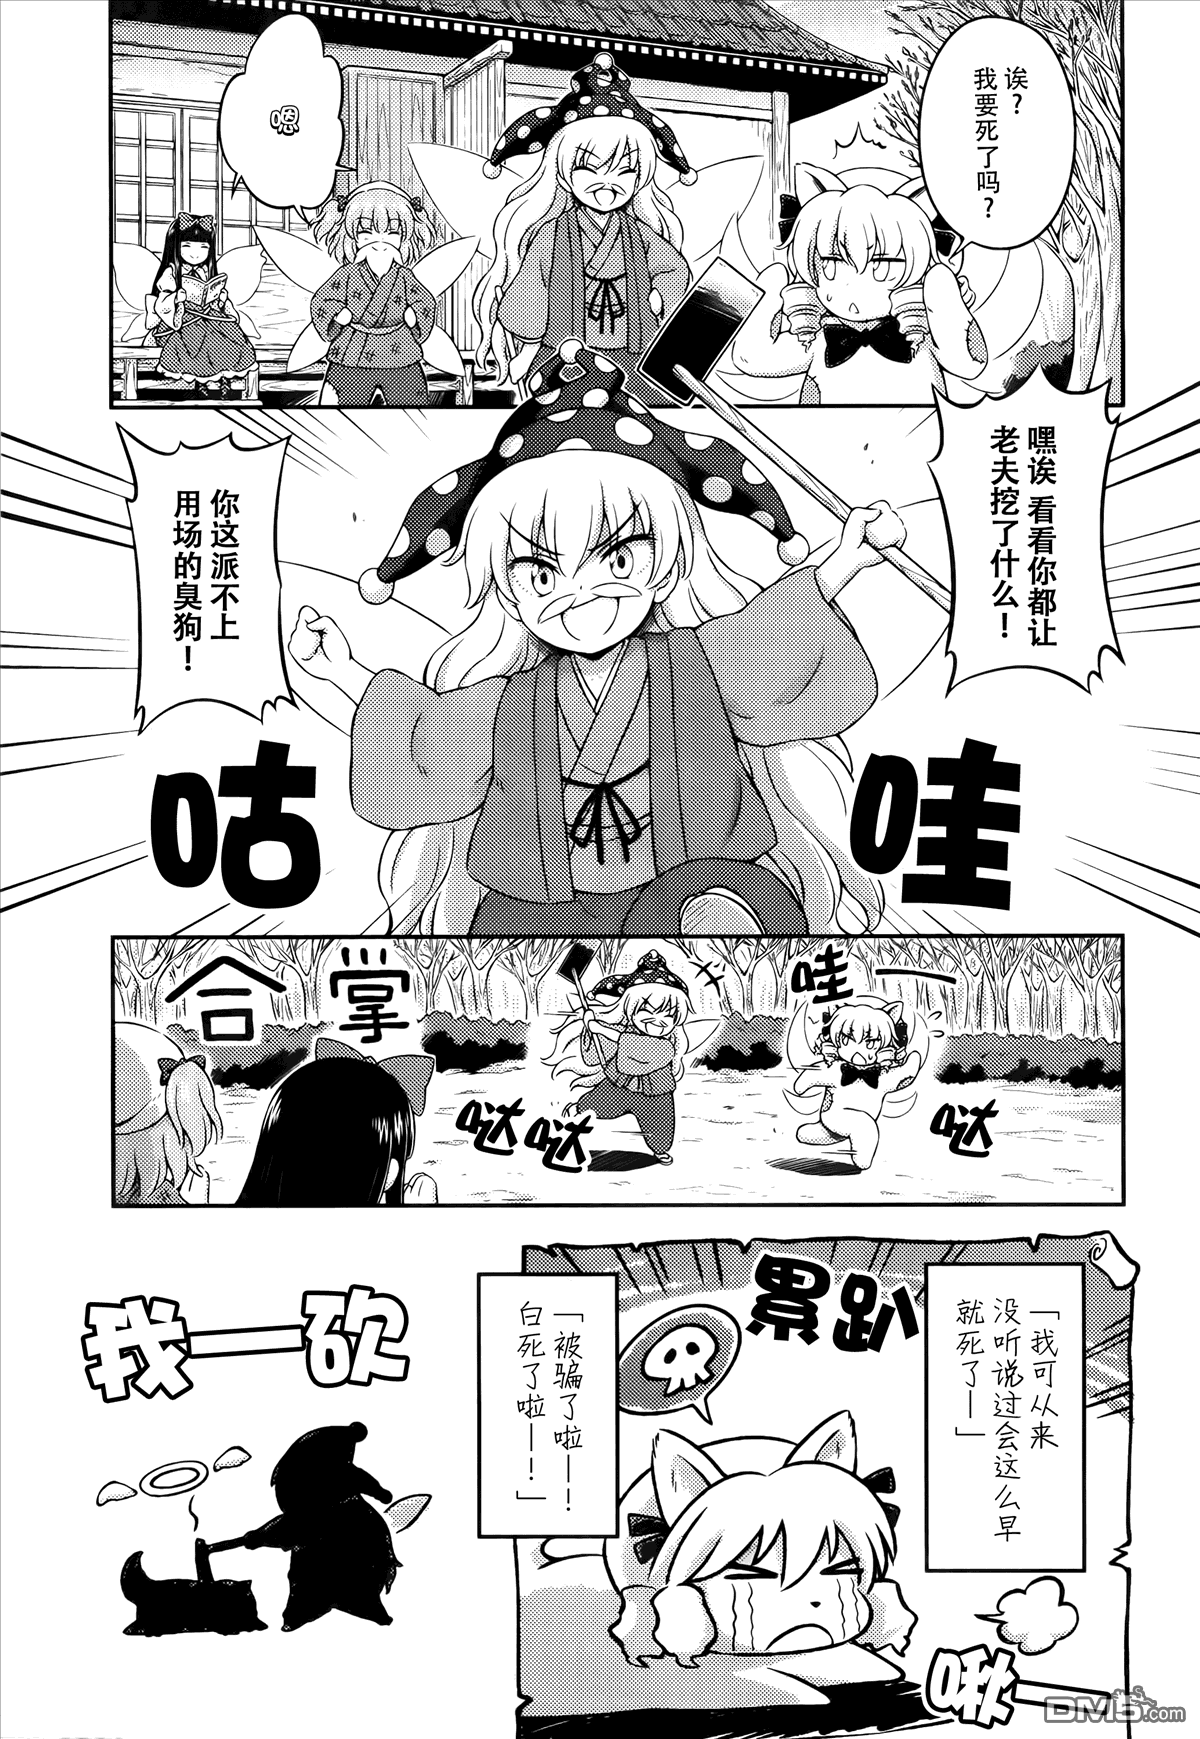 诶？
我要死了吗？
嗯
嘿诶 看看你都让
老夫挖了什么！
你这派不上
用场的臭狗！
哇
咕
哇—
合掌
哒
哒哒
「我可从来
没听说过会这么早
就死了—」
累趴
「被骗了啦—！
白死了啦—！」
啾—
我—砍
DM5.com